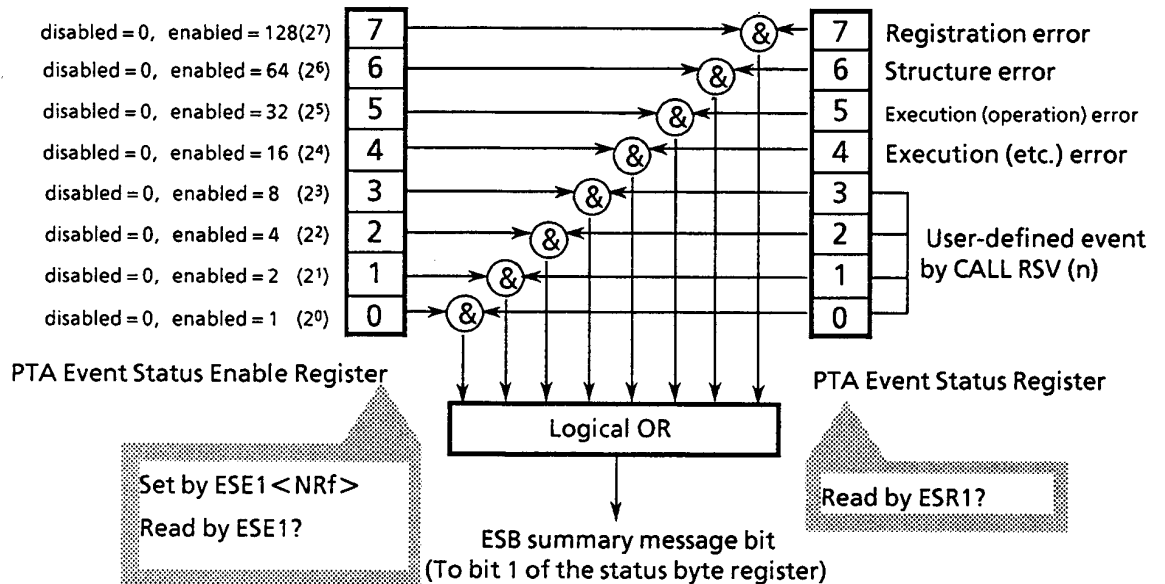 disabled = 0, enabled = 128(2⁷) 7 & 7 Registration error
disabled = 0, enabled = 64 (2⁶) 6 & 6 Structure error
disabled = 0, enabled = 32 (2⁵) 5 & 5 Execution (operation) error
disabled = 0, enabled = 16 (2⁴) 4 & 4 Execution (etc.) error
disabled = 0, enabled = 8 (2³) 3 & 3
disabled = 0, enabled = 4 (2²) 2 & 2
disabled = 0, enabled = 2 (2¹) 1 & 1
disabled = 0, enabled = 1 (2⁰) 0 & 0
User-defined event
by CALL RSV (n)
PTA Event Status Enable Register
PTA Event Status Register
Logical OR
Set by ESE1<NRf>
Read by ESE1?
Read by ESR1?
ESB summary message bit
(To bit 1 of the status byte register)